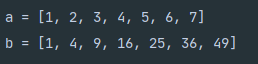 a = [1, 2, 3, 4, 5, 6, 7]
b = [1, 4, 9, 16, 25, 36, 49]